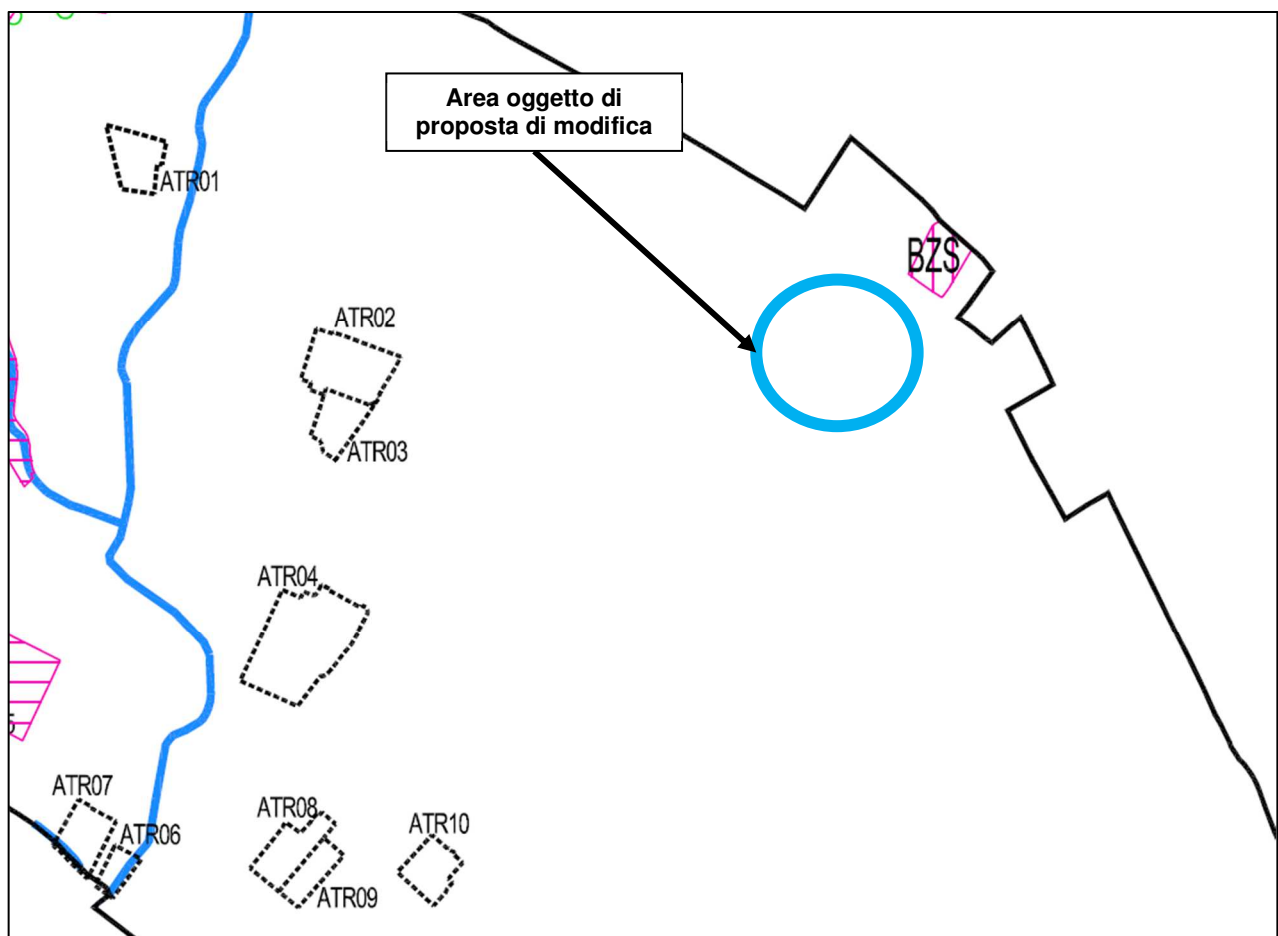 Area oggetto di
proposta di modifica
ATR01
BZS
ATR02
ATR03
ATR04
ATR07
ATR06
ATR08
ATR10
ATR09